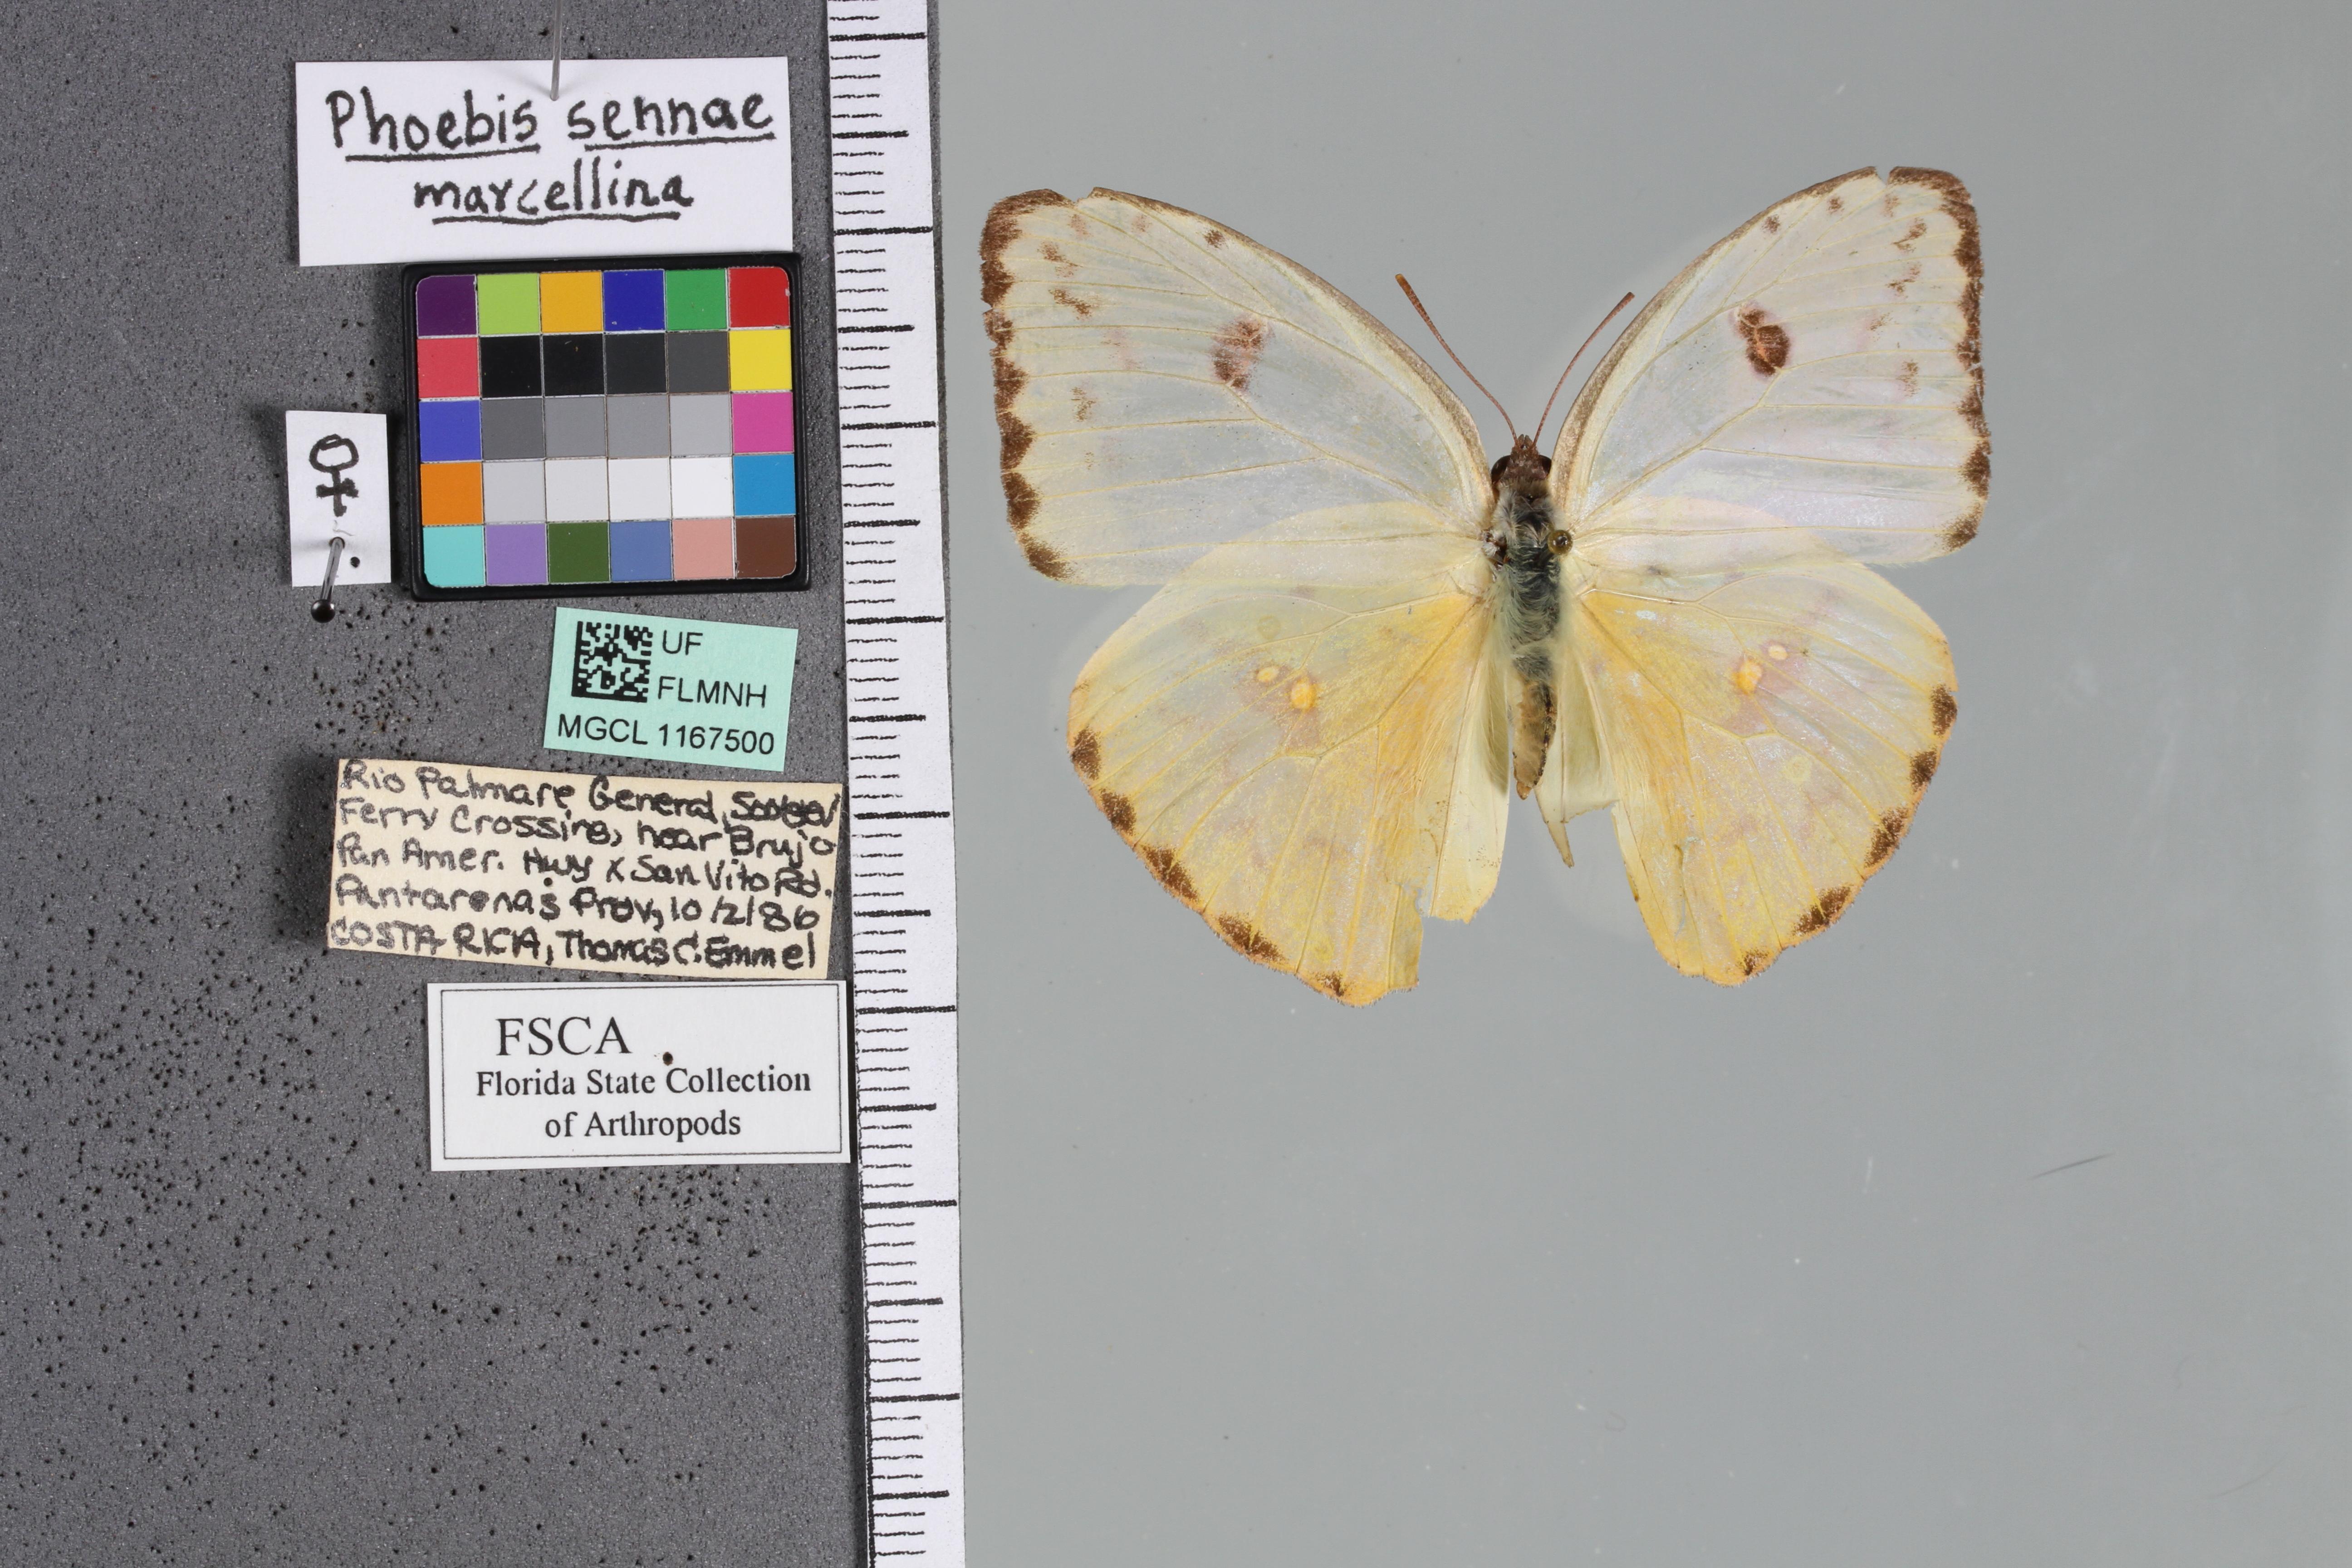 Phoebis sennae
marcellina
♀
UF
FLMNH
MGCL 1167500
Rio Palmare General,
Ferry Crossing, near Brujo
Pan Amer. Hwy x San Vito Rd.
Puntarenas Prov, 10/2/86
COSTA RICA, Thomas C. Emmel
FSCA
Florida State Collection
of Arthropods